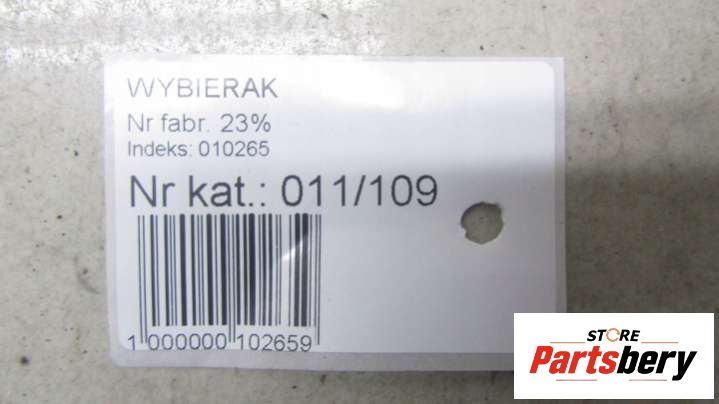 WYBIERAK
Nr fabr. 23%
Indeks: 010265
Nr kat.: 011/109
1 000000 102659
STORE
Partsbery